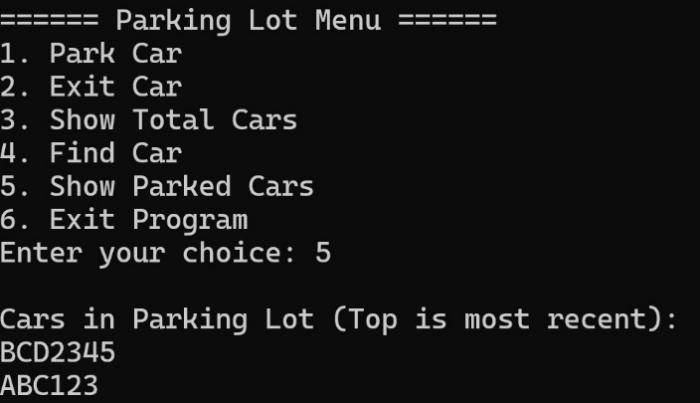 ====== Parking Lot Menu ======
1. Park Car
2. Exit Car
3. Show Total Cars
4. Find Car
5. Show Parked Cars
6. Exit Program
Enter your choice: 5
Cars in Parking Lot (Top is most recent):
BCD2345
ABC123